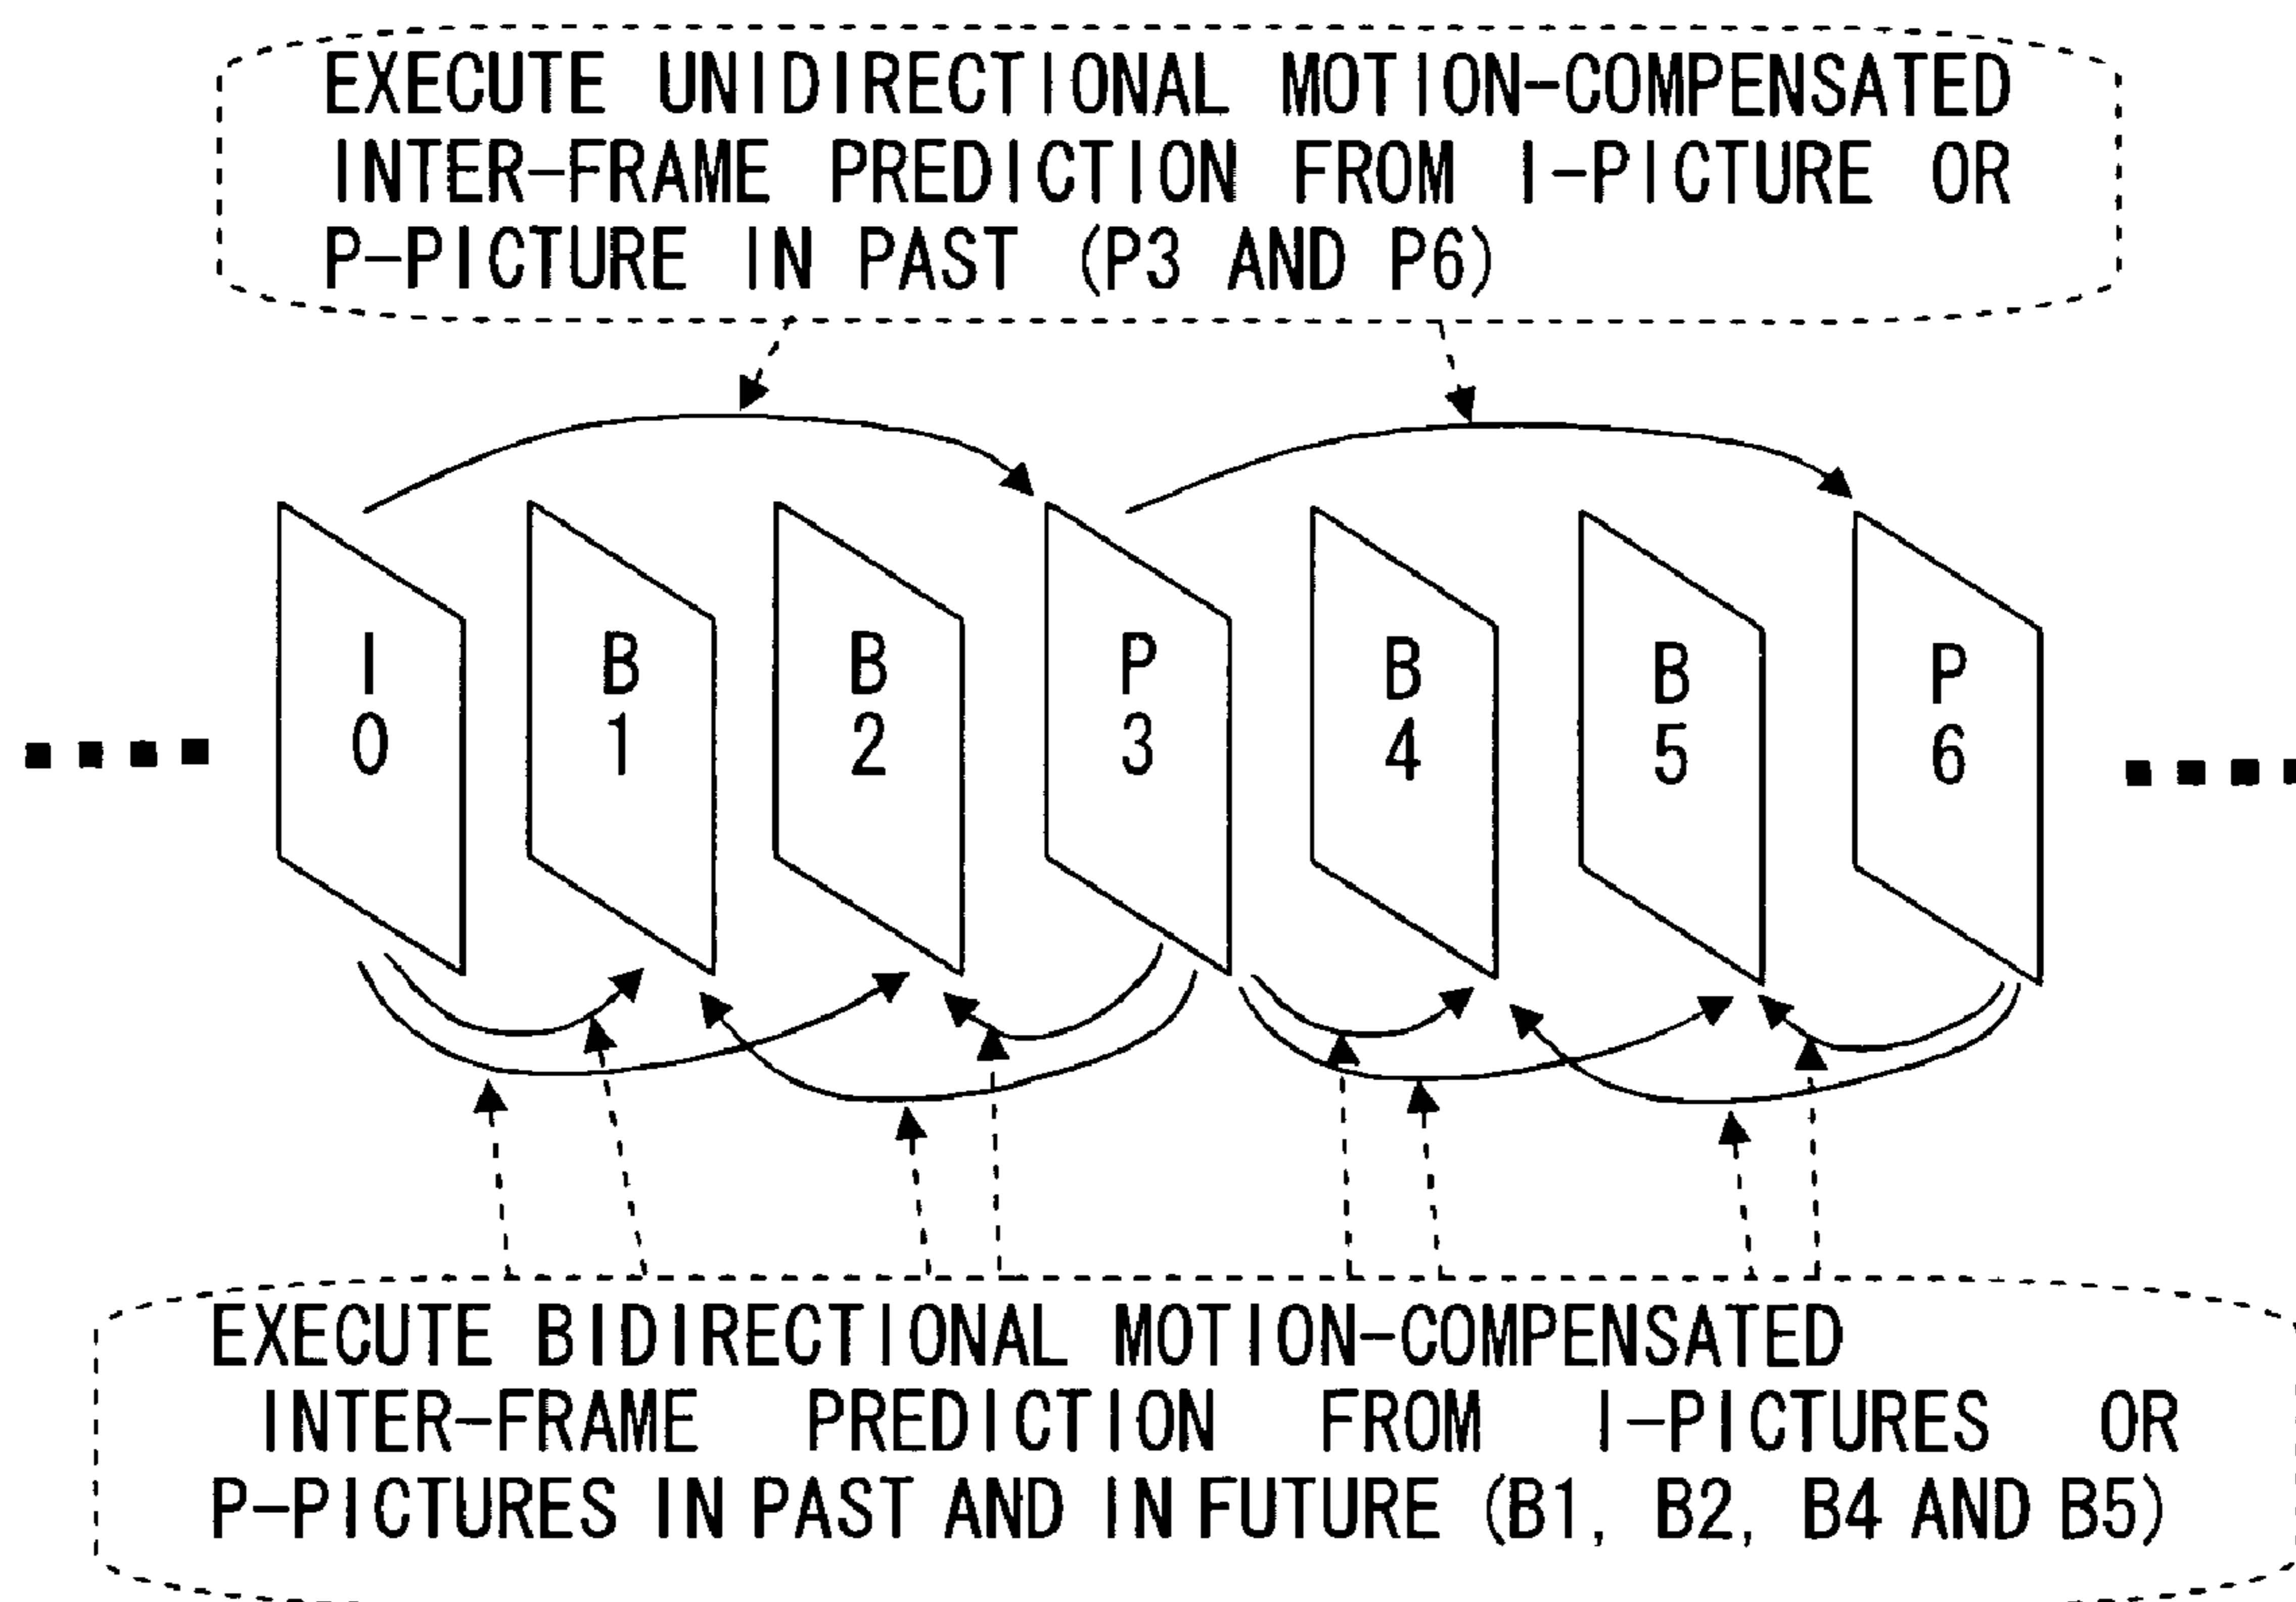 EXECUTE UNIDIRECTIONAL MOTION-COMPENSATED
INTER-FRAME PREDICTION FROM I-PICTURE OR
P-PICTURE IN PAST (P3 AND P6)
I B B P B B P
0 1 2 3 4 5 6
EXECUTE BIDIRECTIONAL MOTION-COMPENSATED
INTER-FRAME PREDICTION FROM I-PICTURES OR
P-PICTURES IN PAST AND IN FUTURE (B1, B2, B4 AND B5)